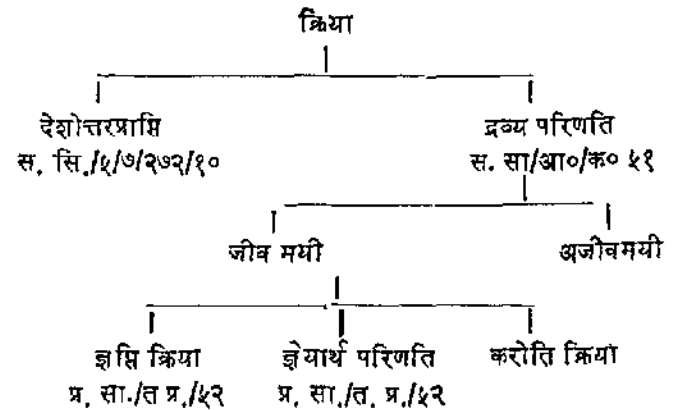 क्रिया
देशोत्तरप्राप्ति द्रव्य परिणति
स. सि./५/७/२७२/१० स. सा/आ०/क० ५१
जीव मयी अजीवमयी
ज्ञप्ति क्रिया ज्ञेयार्थ परिणति करोति क्रिया
प्र. सा./त प्र./५२ प्र. सा./त. प्र./५२